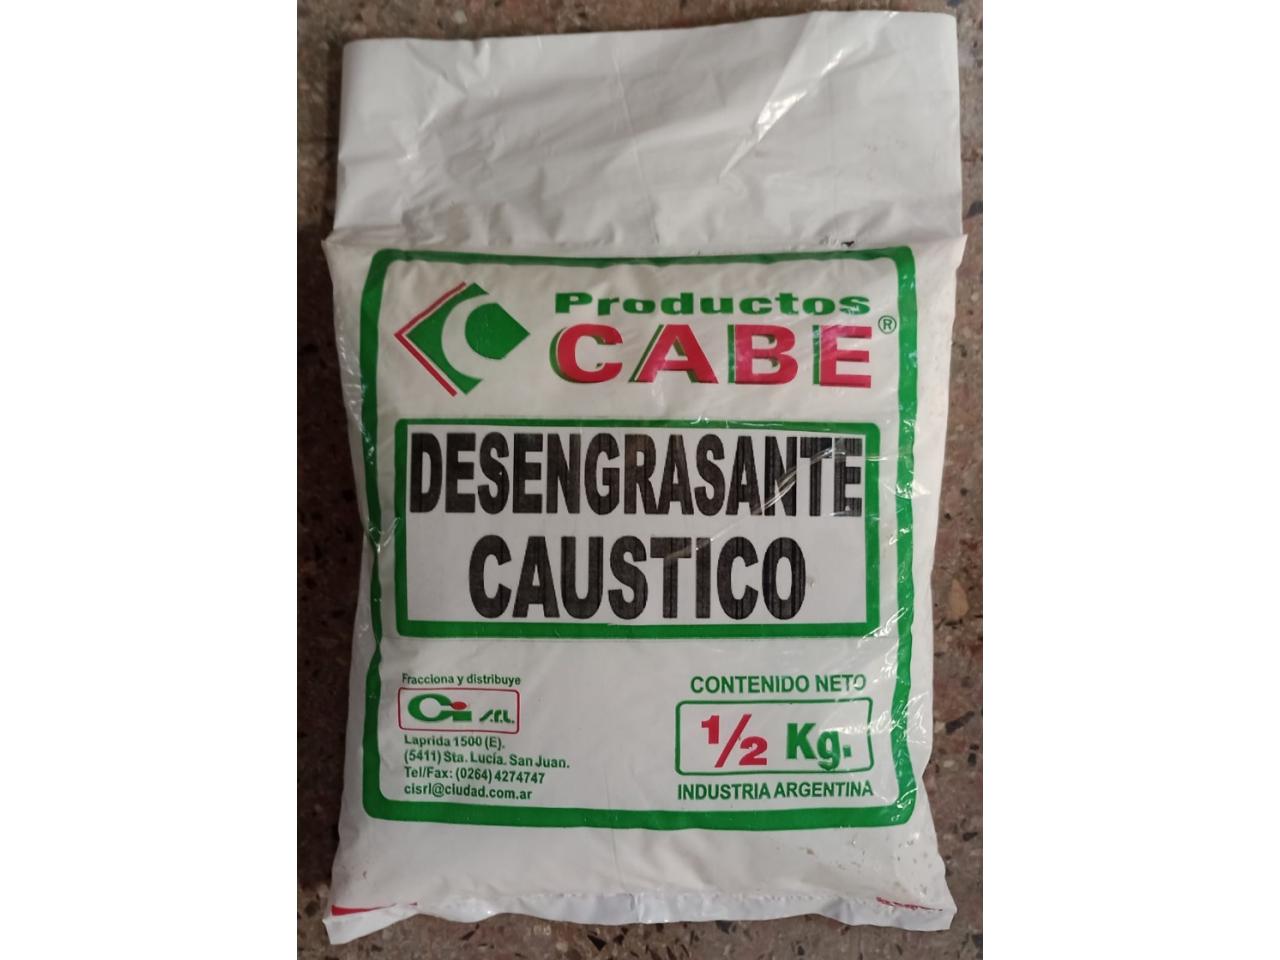 Productos
CABE®
DESENGRASANTE
CAUSTICO
Fracciona y distribuye
Ci s.r.l.
Laprida 1500 (E).
(5411) Sta. Lucía. San Juan.
Tel/Fax: (0264) 4274747
cisrl@ciudad.com.ar
CONTENIDO NETO
1/2 Kg.
INDUSTRIA ARGENTINA